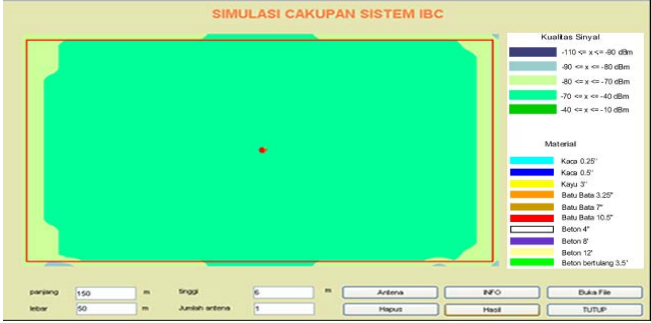 SIMULASI CAKUPAN SISTEM IBC
Kualitas Sinyal
-110 <= x <= -90 dBm
-90 <= x <= -80 dBm
-80 <= x <= -70 dBm
-70 <= x <= -40 dBm
-40 <= x <= -10 dBm
Material
Kaca 0.25"
Kaca 0.5"
Kayu 3"
Batu Bata 3.25"
Batu Bata 7"
Batu Bata 10.5"
Beton 4"
Beton 8"
Beton 12"
Beton bertulang 3.5"
panjang 150 m tinggi 6 m Antena INFO Buka File
lebar 50 m Jumlah antena 1 Hapus Hasil TUTUP